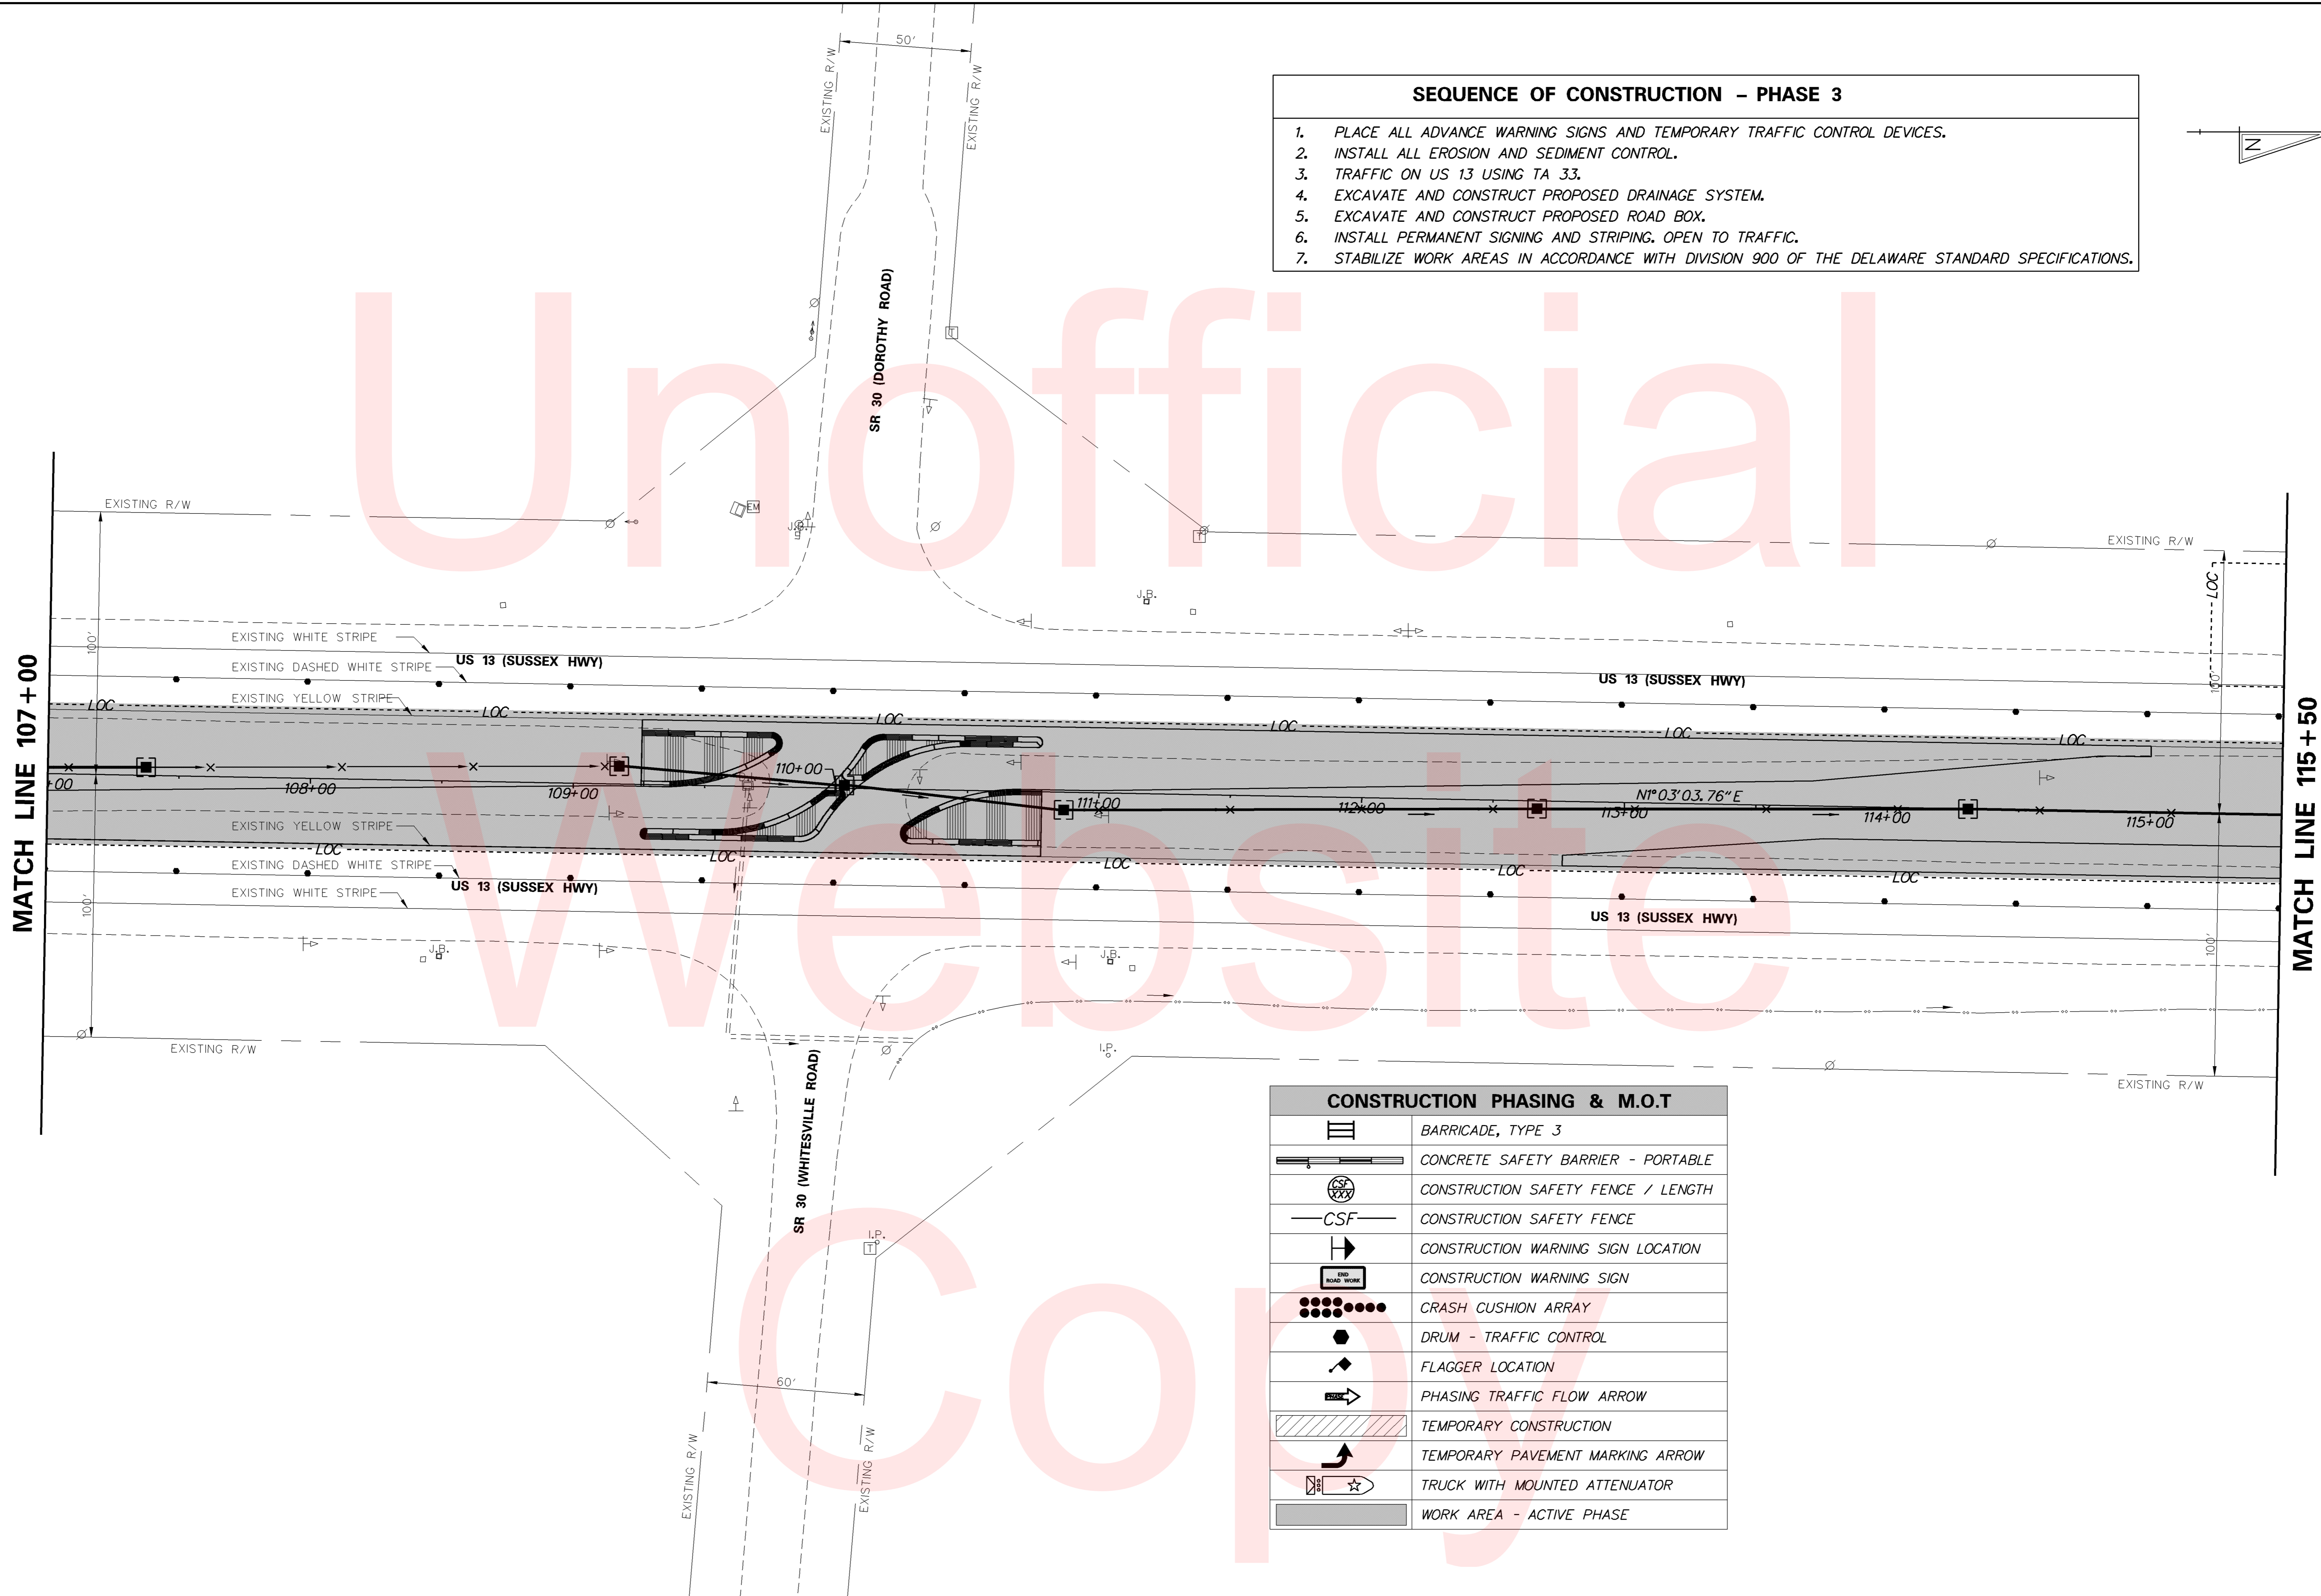 50'
EXISTING R/W
EXISTING R/W
SEQUENCE OF CONSTRUCTION - PHASE 3
1. PLACE ALL ADVANCE WARNING SIGNS AND TEMPORARY TRAFFIC CONTROL DEVICES.
2. INSTALL ALL EROSION AND SEDIMENT CONTROL.
3. TRAFFIC ON US 13 USING TA 33.
4. EXCAVATE AND CONSTRUCT PROPOSED DRAINAGE SYSTEM.
5. EXCAVATE AND CONSTRUCT PROPOSED ROAD BOX.
6. INSTALL PERMANENT SIGNING AND STRIPING. OPEN TO TRAFFIC.
7. STABILIZE WORK AREAS IN ACCORDANCE WITH DIVISION 900 OF THE DELAWARE STANDARD SPECIFICATIONS.
N
Unofficial
Website
Copy
SR 30 (DOROTHY ROAD)
T
EXISTING R/W
EM
J.B.
T
EXISTING R/W
J.B.
LOC
100'
100'
EXISTING WHITE STRIPE
US 13 (SUSSEX HWY)
EXISTING DASHED WHITE STRIPE
US 13 (SUSSEX HWY)
EXISTING YELLOW STRIPE
LOC
LOC
LOC
LOC
LOC
LOC
MATCH LINE 107+00
MATCH LINE 115+50
+00
108+00
109+00
110+00
111+00
112+00
113+00
114+00
115+00
N1°03'03.76"E
EXISTING YELLOW STRIPE
LOC
LOC
LOC
LOC
LOC
EXISTING DASHED WHITE STRIPE
US 13 (SUSSEX HWY)
EXISTING WHITE STRIPE
US 13 (SUSSEX HWY)
100'
100'
J.B.
J.B.
EXISTING R/W
I.P.
EXISTING R/W
SR 30 (WHITESVILLE ROAD)
I.P.
T
60'
EXISTING R/W
EXISTING R/W
CONSTRUCTION PHASING & M.O.T
BARRICADE, TYPE 3
CONCRETE SAFETY BARRIER - PORTABLE
CSF XXX CONSTRUCTION SAFETY FENCE / LENGTH
CSF CONSTRUCTION SAFETY FENCE
CONSTRUCTION WARNING SIGN LOCATION
END ROAD WORK CONSTRUCTION WARNING SIGN
CRASH CUSHION ARRAY
DRUM - TRAFFIC CONTROL
FLAGGER LOCATION
PHASE PHASING TRAFFIC FLOW ARROW
TEMPORARY CONSTRUCTION
TEMPORARY PAVEMENT MARKING ARROW
TRUCK WITH MOUNTED ATTENUATOR
WORK AREA - ACTIVE PHASE